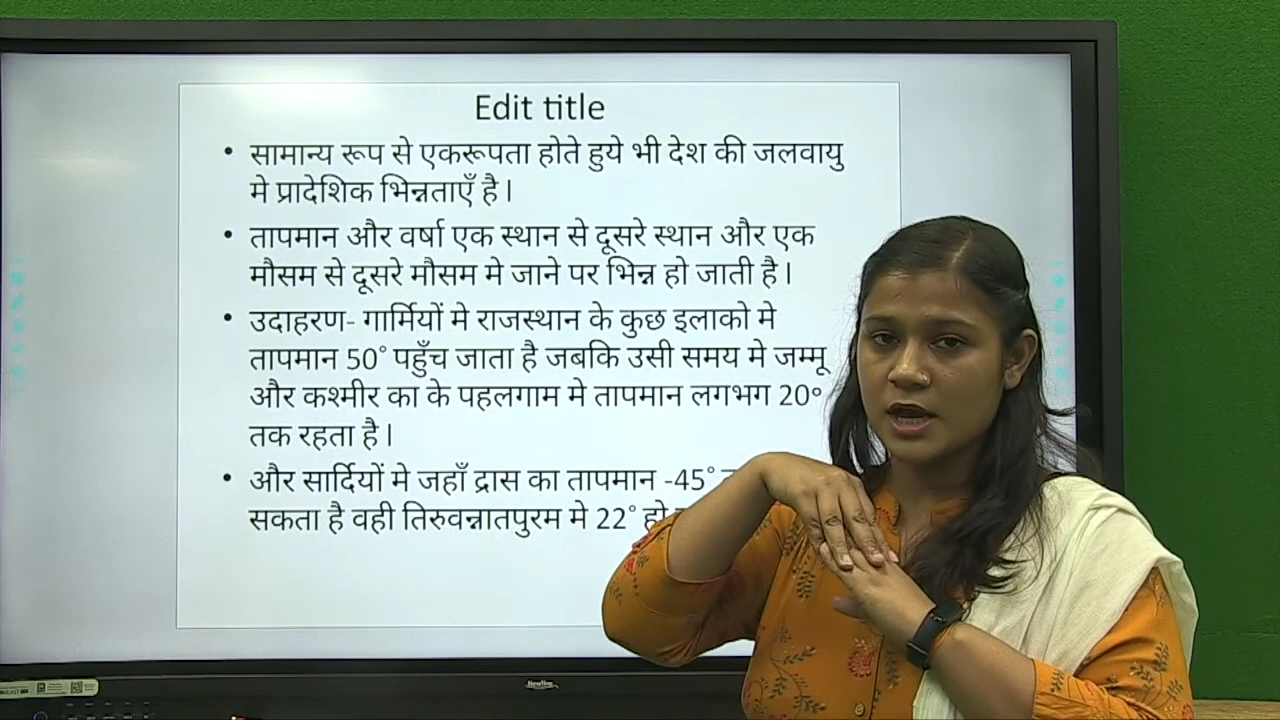 Edit title
• सामान्य रूप से एकरूपता होते हुये भी देश की जलवायु
मे प्रादेशिक भिन्नताएँ है ।
• तापमान और वर्षा एक स्थान से दूसरे स्थान और एक
मौसम से दूसरे मौसम मे जाने पर भिन्न हो जाती है ।
• उदाहरण- गार्मियों मे राजस्थान के कुछ इलाको मे
तापमान 50° पहुँच जाता है जबकि उसी समय मे जम्मू
और कश्मीर का के पहलगाम मे तापमान लगभग 20°
तक रहता है ।
• और सार्दियों मे जहाँ द्रास का तापमान -45°
सकता है वही तिरुवन्नातपुरम मे 22° हो
Newline